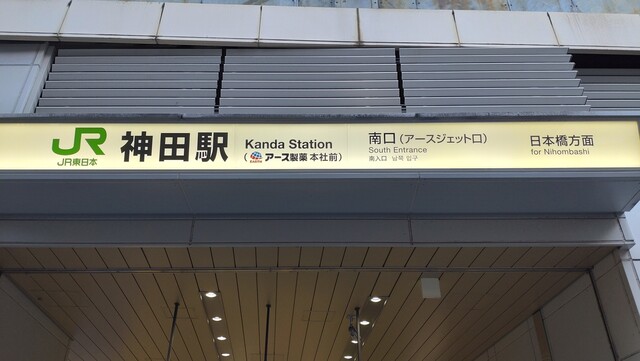 JR
JR東日本
神田駅
Kanda Station
(EARTH アース製薬 本社前)
南口(アースジェット口)
South Entrance
南入口 남쪽 입구
日本橋方面
for Nihombashi